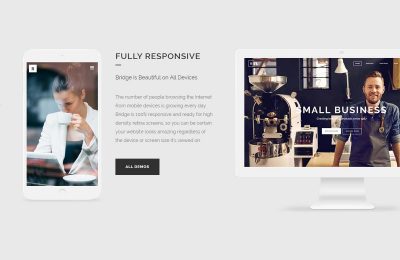 FULLY RESPONSIVE
Bridge is Beautiful on All Devices
The number of people browsing the Internet
from mobile devices is growing every day.
Bridge is 100% responsive and ready for high
density retina screens, so you can be certain
your website looks amazing regardless of
the device or screen size it's viewed on.
ALL DEMOS
SMALL BUSINESS